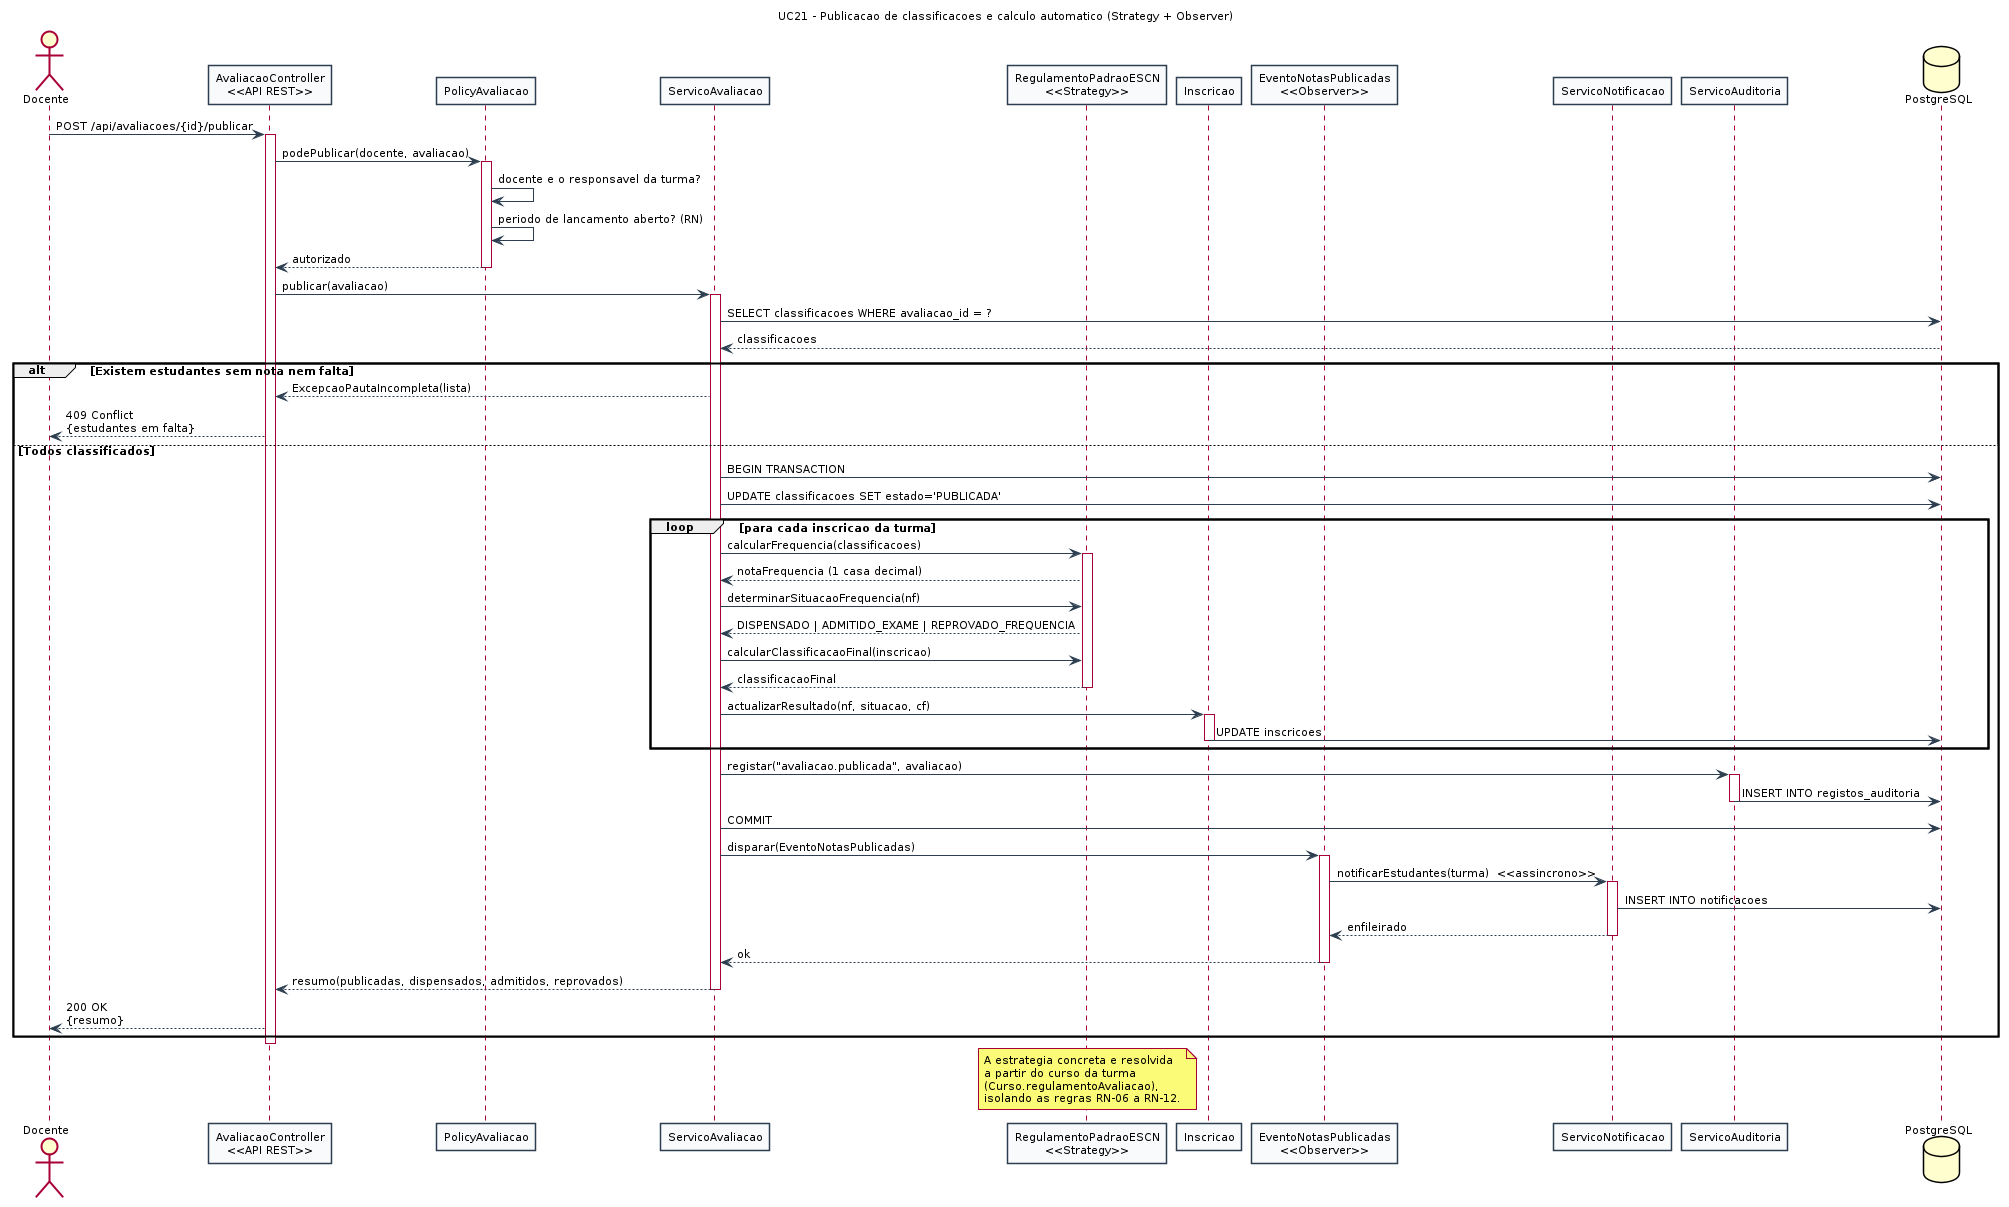 UC21 - Publicacao de classificacoes e calculo automatico (Strategy + Observer)
Docente
AvaliacaoController
<<API REST>>
PolicyAvaliacao
ServicoAvaliacao
RegulamentoPadraoESCN
<<Strategy>>
Inscricao
EventoNotasPublicadas
<<Observer>>
ServicoNotificacao
ServicoAuditoria
PostgreSQL
POST /api/avaliacoes/{id}/publicar
podePublicar(docente, avaliacao)
docente e o responsavel da turma?
periodo de lancamento aberto? (RN)
autorizado
publicar(avaliacao)
SELECT classificacoes WHERE avaliacao_id = ?
classificacoes
alt [Existem estudantes sem nota nem falta]
ExcepcaoPautaIncompleta(lista)
409 Conflict
{estudantes em falta}
[Todos classificados]
BEGIN TRANSACTION
UPDATE classificacoes SET estado='PUBLICADA'
loop [para cada inscricao da turma]
calcularFrequencia(classificacoes)
notaFrequencia (1 casa decimal)
determinarSituacaoFrequencia(nf)
DISPENSADO | ADMITIDO_EXAME | REPROVADO_FREQUENCIA
calcularClassificacaoFinal(inscricao)
classificacaoFinal
actualizarResultado(nf, situacao, cf)
UPDATE inscricoes
registar("avaliacao.publicada", avaliacao)
INSERT INTO registos_auditoria
COMMIT
disparar(EventoNotasPublicadas)
notificarEstudantes(turma) <<assincrono>>
INSERT INTO notificacoes
enfileirado
ok
resumo(publicadas, dispensados, admitidos, reprovados)
200 OK
{resumo}
A estrategia concreta e resolvida
a partir do curso da turma
(Curso.regulamentoAvaliacao),
isolando as regras RN-06 a RN-12.
Docente
AvaliacaoController
<<API REST>>
PolicyAvaliacao
ServicoAvaliacao
RegulamentoPadraoESCN
<<Strategy>>
Inscricao
EventoNotasPublicadas
<<Observer>>
ServicoNotificacao
ServicoAuditoria
PostgreSQL